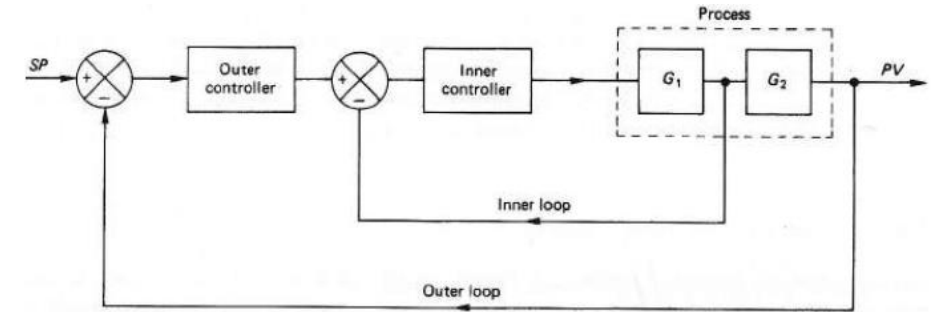 Process
SP
+
−
Outer
controller
+
−
Inner
controller
G₁
G₂
PV
Inner loop
Outer loop